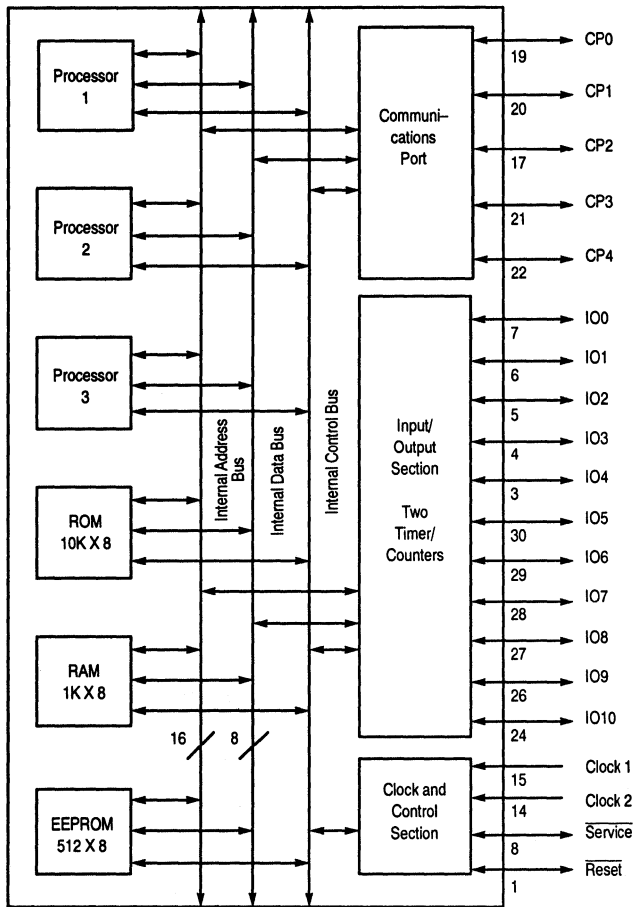 Processor
1
Processor
2
Processor
3
ROM
10K X 8
RAM
1K X 8
EEPROM
512 X 8
Internal Address
Bus
Internal Data Bus
Internal Control Bus
16
8
Communi–
cations
Port
Input/
Output
Section
Two
Timer/
Counters
Clock and
Control
Section
CP0
19
CP1
20
CP2
17
CP3
21
CP4
22
IO0
7
IO1
6
IO2
5
IO3
4
IO4
3
IO5
30
IO6
29
IO7
28
IO8
27
IO9
26
IO10
24
Clock 1
15
Clock 2
14
Service
8
Reset
1